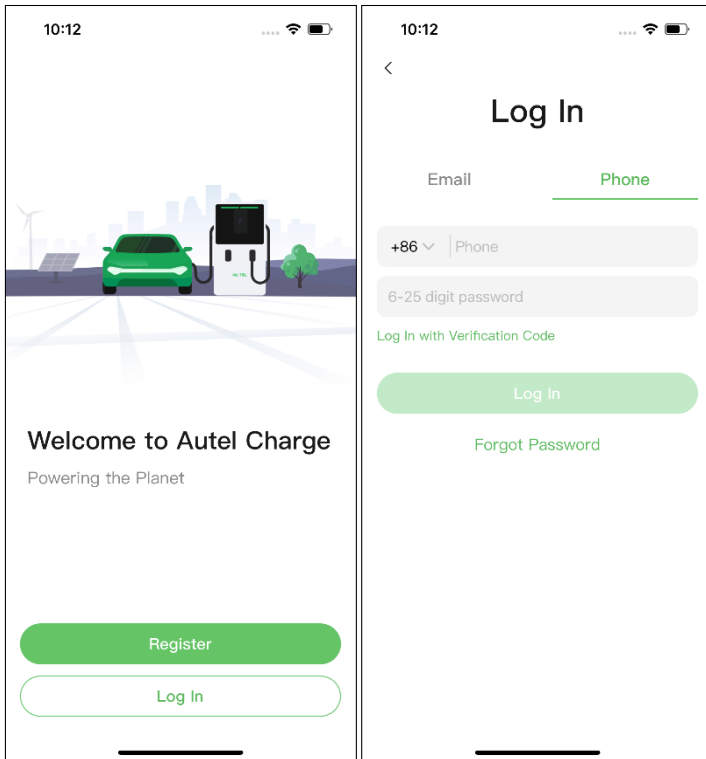 10:12
AUTEL
Welcome to Autel Charge
Powering the Planet
Register
Log In
10:12
Log In
Email Phone
+86 Phone
6-25 digit password
Log In with Verification Code
Log In
Forgot Password